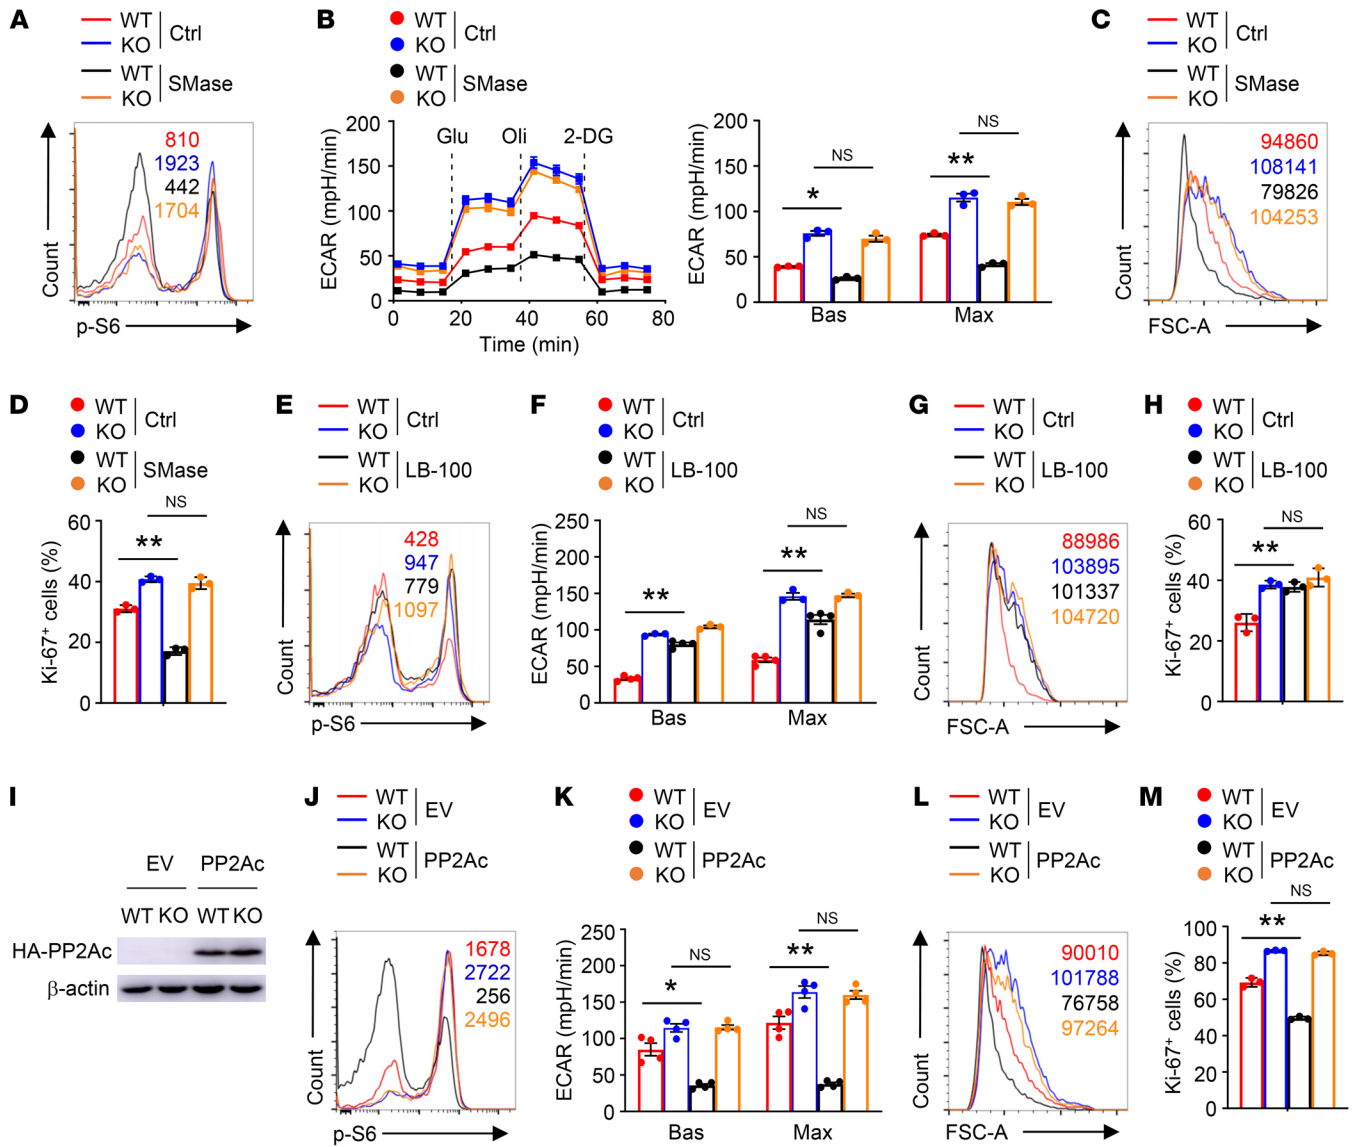 A
WT
KO
Ctrl
WT
KO
SMase
810
1923
442
1704
Count
p-S6
B
WT
KO
Ctrl
WT
KO
SMase
200
150
100
50
0
Glu
Oli
2-DG
ECAR (mpH/min)
0 20 40 60 80
Time (min)
200
150
100
50
0
ECAR (mpH/min)
*
NS
**
NS
Bas
Max
C
WT
KO
Ctrl
WT
KO
SMase
94860
108141
79826
104253
Count
FSC-A
D
WT
KO
Ctrl
WT
KO
SMase
NS
**
60
40
20
0
Ki-67+ cells (%)
E
WT
KO
Ctrl
WT
KO
LB-100
428
947
779
1097
Count
p-S6
F
WT
KO
Ctrl
WT
KO
LB-100
250
200
150
100
50
0
ECAR (mpH/min)
**
**
NS
Bas
Max
G
WT
KO
Ctrl
WT
KO
LB-100
88986
103895
101337
104720
Count
FSC-A
H
WT
KO
Ctrl
WT
KO
LB-100
60
40
20
0
Ki-67+ cells (%)
NS
**
I
EV PP2Ac
WT KO WT KO
HA-PP2Ac
β-actin
J
WT
KO
EV
WT
KO
PP2Ac
1678
2722
256
2496
Count
p-S6
K
WT
KO
EV
WT
KO
PP2Ac
250
200
150
100
50
0
ECAR (mpH/min)
*
NS
**
NS
Bas
Max
L
WT
KO
EV
WT
KO
PP2Ac
90010
101788
76758
97264
Count
FSC-A
M
WT
KO
EV
WT
KO
PP2Ac
NS
**
100
80
60
40
20
0
Ki-67+ cells (%)